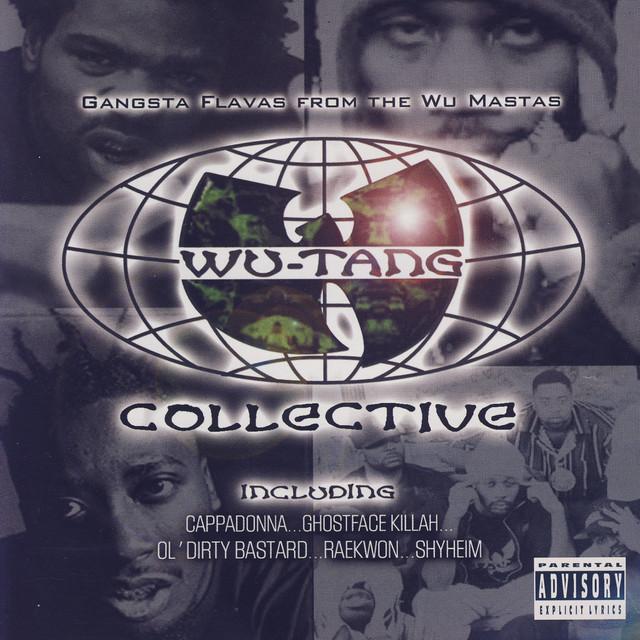 Gangsta Flavas from the Wu Mastas
WU-TANG
COLLECTIVE
INCLUDING
CAPPADONNA...GHOSTFACE KILLAH...
OL' DIRTY BASTARD...RAEKWON...SHYHEIM
PARENTAL
ADVISORY
EXPLICIT LYRICS